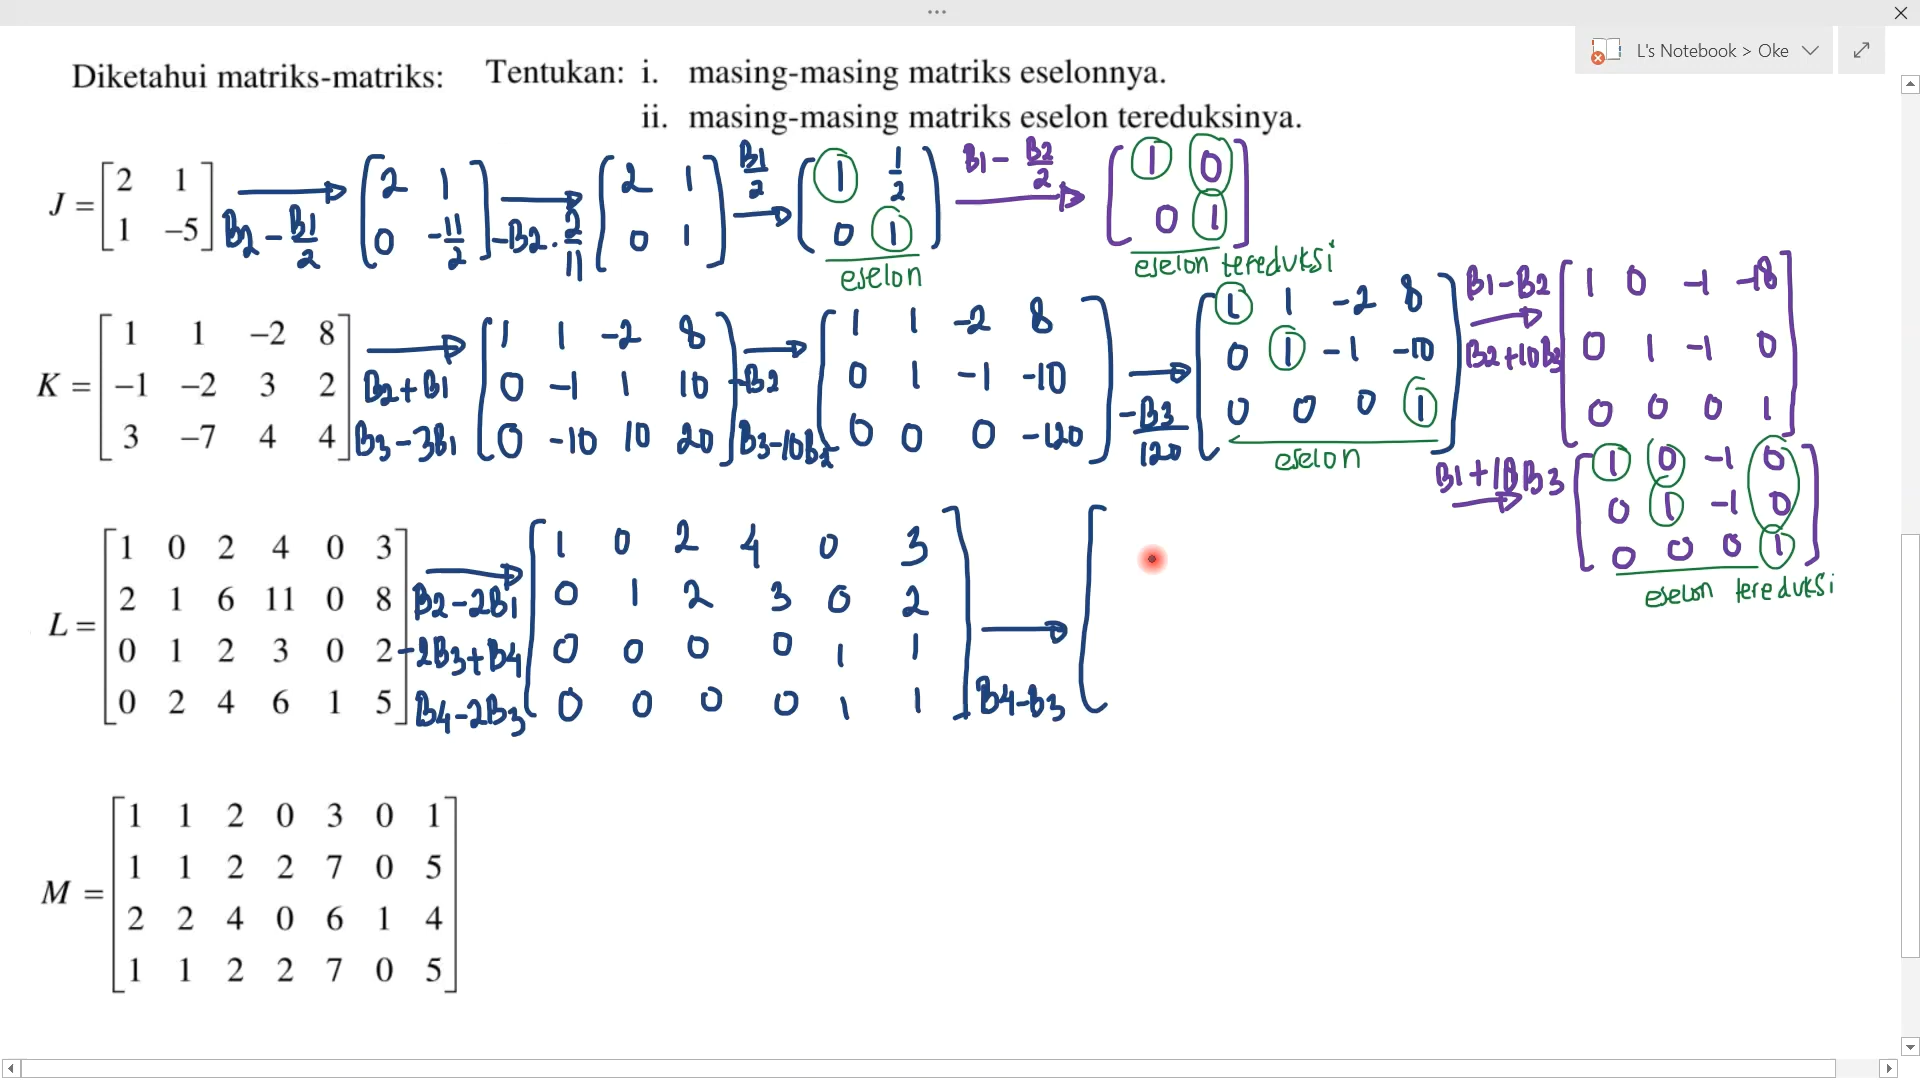 L's Notebook > Oke
Diketahui matriks-matriks: Tentukan: i. masing-masing matriks eselonnya.
ii. masing-masing matriks eselon tereduksinya.
J = [2 1
1 −5]
B2 - B1/2
[2 1
0 -11/2]
-B2 . 2/11
[2 1
0 1]
B1/2
[1 1/2
0 1]
eselon
B1 - B2/2
[1 0
0 1]
eselon tereduksi
K = [1 1 −2 8
−1 −2 3 2
3 −7 4 4]
B2+B1
B3-3B1
[1 1 -2 8
0 -1 1 10
0 -10 10 20]
-B2
B3-10B2
[1 1 -2 8
0 1 -1 -10
0 0 0 -120]
-B3/120
[1 1 -2 8
0 1 -1 -10
0 0 0 1]
eselon
B1-B2
B2+10B3
[1 0 -1 -18
0 1 -1 0
0 0 0 1]
B1+18B3
[1 0 -1 0
0 1 -1 0
0 0 0 1]
eselon tereduksi
L = [1 0 2 4 0 3
2 1 6 11 0 8
0 1 2 3 0 2
0 2 4 6 1 5]
B2-2B1
-2B3+B4
B4-2B3
[1 0 2 4 0 3
0 1 2 3 0 2
0 0 0 0 1 1
0 0 0 0 1 1]
B4-B3
[
M = [1 1 2 0 3 0 1
1 1 2 2 7 0 5
2 2 4 0 6 1 4
1 1 2 2 7 0 5]